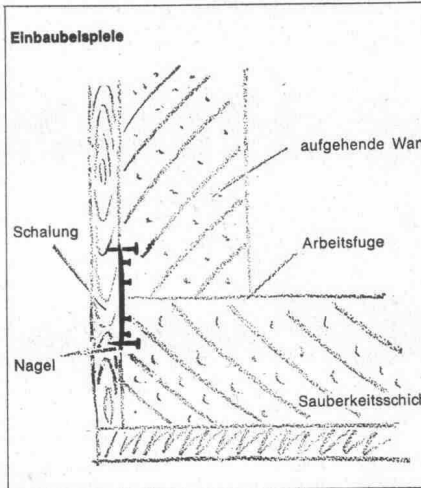 Einbaubeispiele
aufgehende Wan
Schalung
Arbeitsfuge
Nagel
Sauberkeitsschich